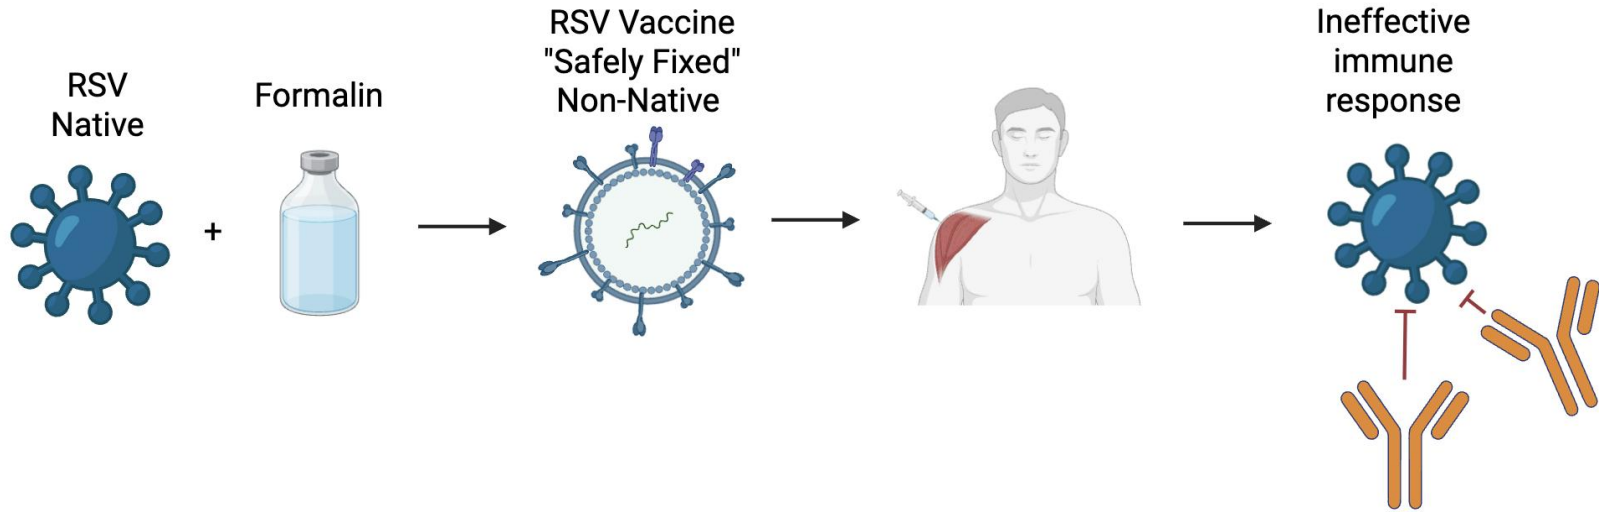 RSV
Native
+
Formalin
RSV Vaccine
"Safely Fixed"
Non-Native
Ineffective
immune
response